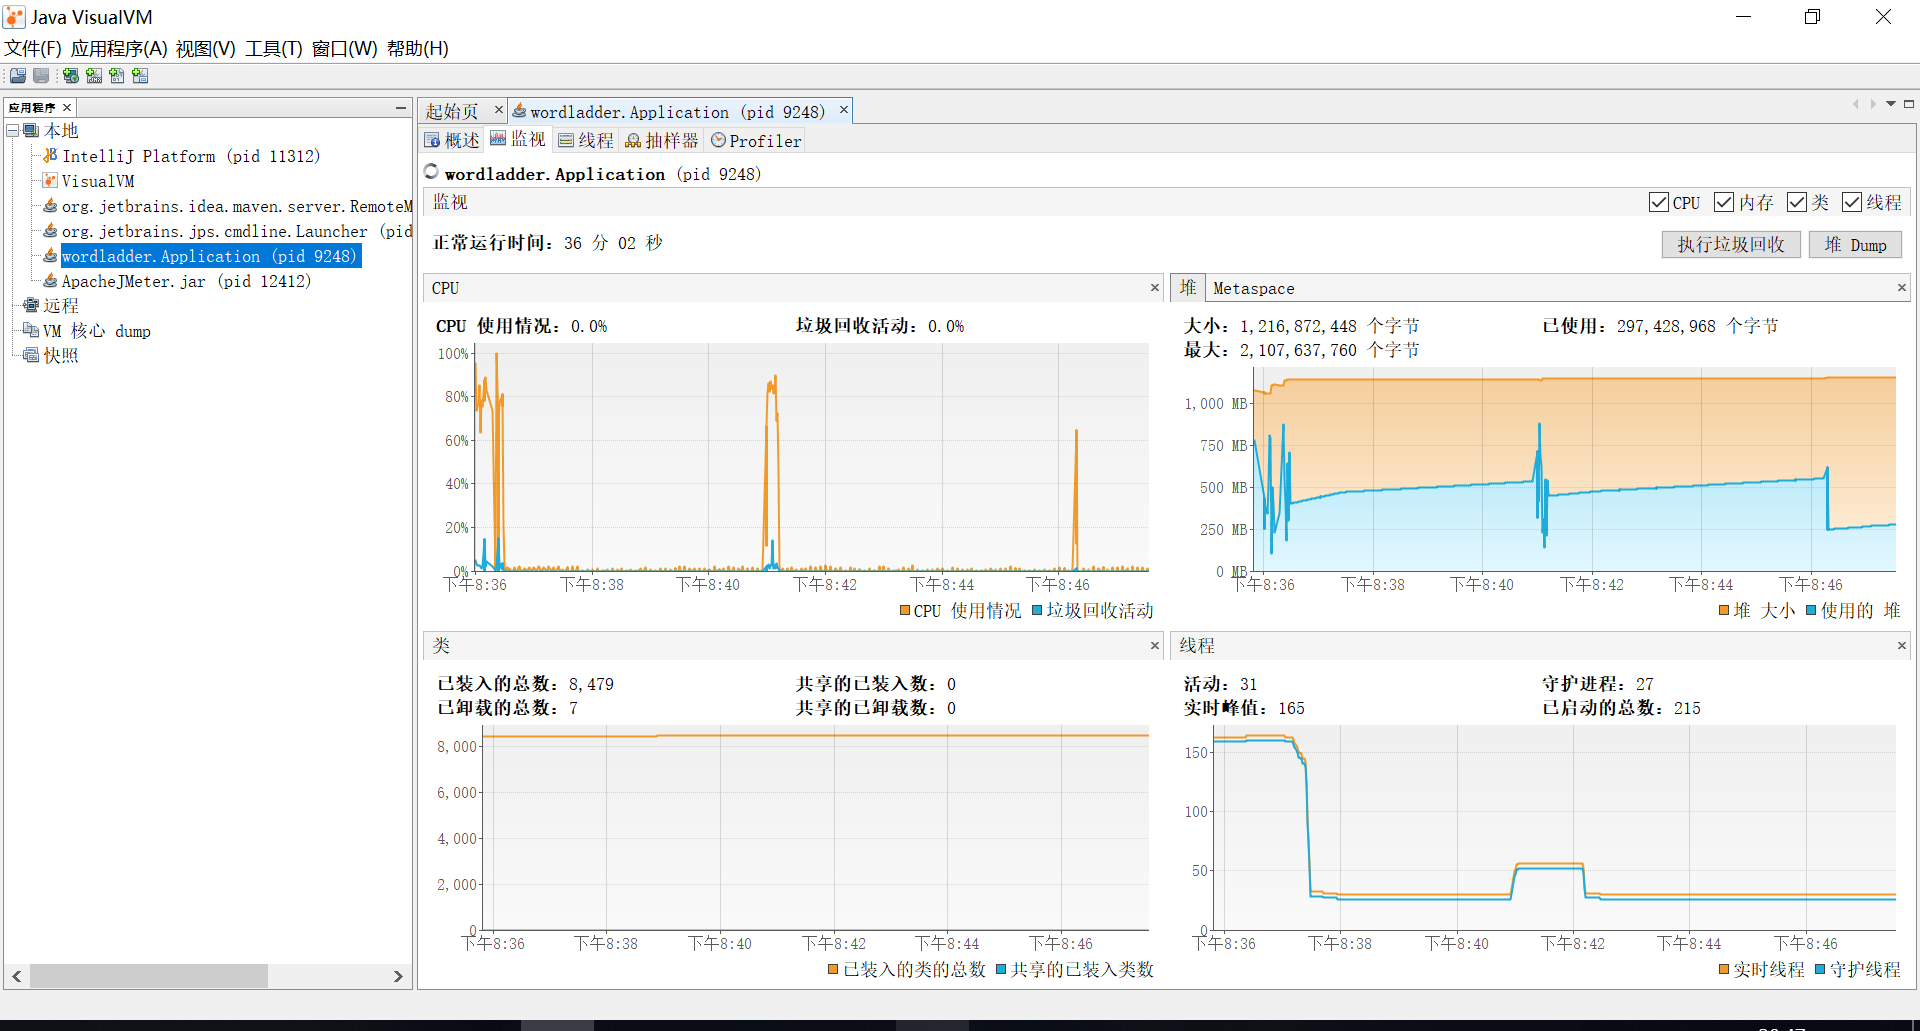 Java VisualVM
文件(F) 应用程序(A) 视图(V) 工具(T) 窗口(W) 帮助(H)
应用程序
本地
IntelliJ Platform (pid 11312)
VisualVM
org.jetbrains.idea.maven.server.RemoteM
org.jetbrains.jps.cmdline.Launcher (pid
wordladder.Application (pid 9248)
ApacheJMeter.jar (pid 12412)
远程
VM 核心 dump
快照
起始页 wordladder.Application (pid 9248)
概述 监视 线程 抽样器 Profiler
wordladder.Application (pid 9248)
监视 CPU 内存 类 线程
正常运行时间: 36 分 02 秒 执行垃圾回收 堆 Dump
CPU
CPU 使用情况: 0.0% 垃圾回收活动: 0.0%
100%
80%
60%
40%
20%
0%
下午8:36 下午8:38 下午8:40 下午8:42 下午8:44 下午8:46
CPU 使用情况 垃圾回收活动
堆 Metaspace
大小: 1,216,872,448 个字节 已使用: 297,428,968 个字节
最大: 2,107,637,760 个字节
1,000 MB
750 MB
500 MB
250 MB
0 MB
下午8:36 下午8:38 下午8:40 下午8:42 下午8:44 下午8:46
堆 大小 使用的 堆
类
已装入的总数: 8,479 共享的已装入数: 0
已卸载的总数: 7 共享的已卸载数: 0
8,000
6,000
4,000
2,000
0
下午8:36 下午8:38 下午8:40 下午8:42 下午8:44 下午8:46
已装入的类的总数 共享的已装入类数
线程
活动: 31 守护进程: 27
实时峰值: 165 已启动的总数: 215
150
100
50
0
下午8:36 下午8:38 下午8:40 下午8:42 下午8:44 下午8:46
实时线程 守护线程